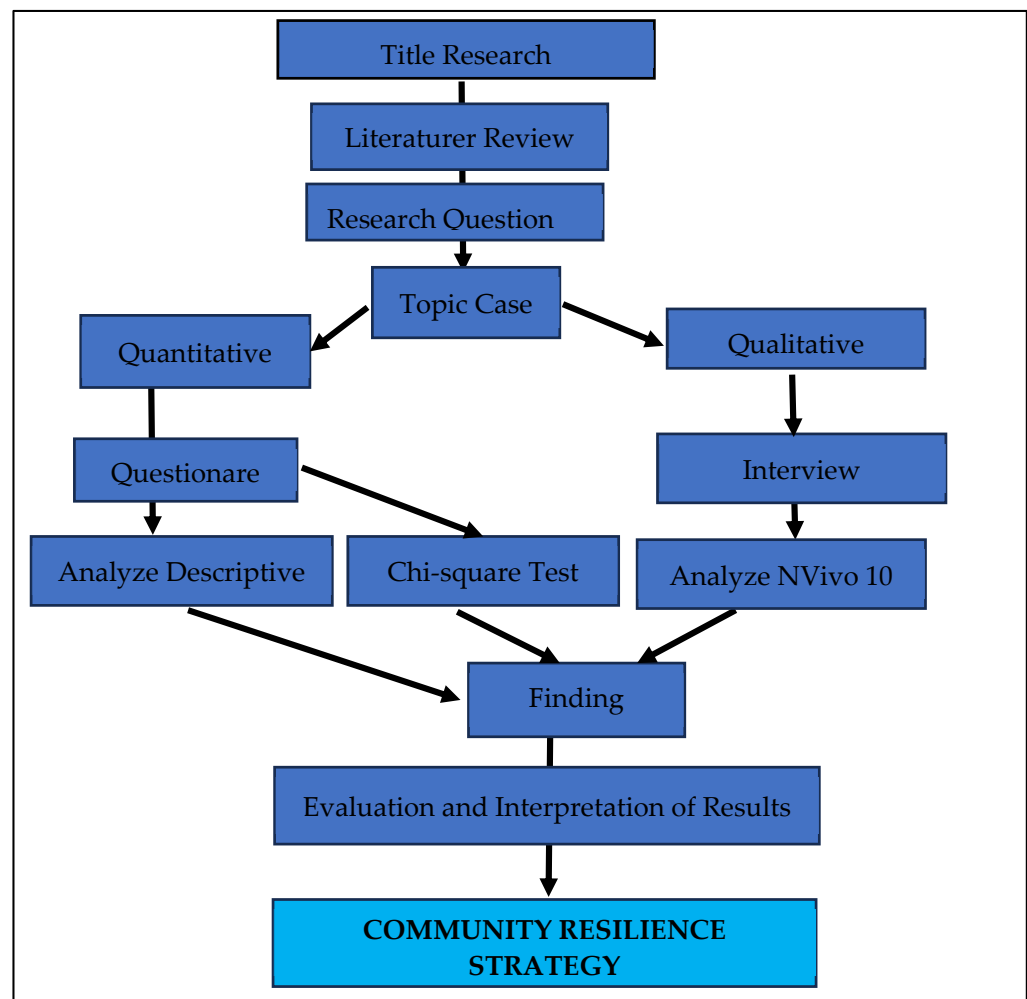 Title Research
Literaturer Review
Research Question
Topic Case
Quantitative
Qualitative
Questionare
Interview
Analyze Descriptive
Chi-square Test
Analyze NVivo 10
Finding
Evaluation and Interpretation of Results
COMMUNITY RESILIENCE
STRATEGY